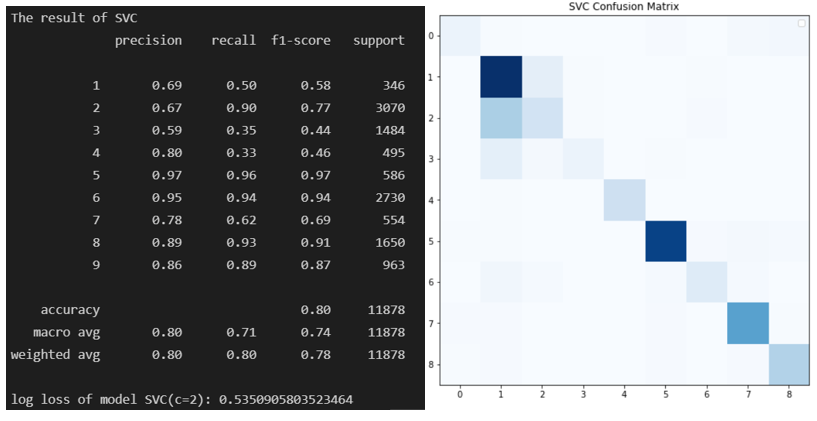 The result of SVC
precision recall f1-score support
1 0.69 0.50 0.58 346
2 0.67 0.90 0.77 3070
3 0.59 0.35 0.44 1484
4 0.80 0.33 0.46 495
5 0.97 0.96 0.97 586
6 0.95 0.94 0.94 2730
7 0.78 0.62 0.69 554
8 0.89 0.93 0.91 1650
9 0.86 0.89 0.87 963
accuracy 0.80 11878
macro avg 0.80 0.71 0.74 11878
weighted avg 0.80 0.80 0.78 11878
log loss of model SVC(c=2): 0.5350905803523464
SVC Confusion Matrix
0
1
2
3
4
5
6
7
8
0 1 2 3 4 5 6 7 8